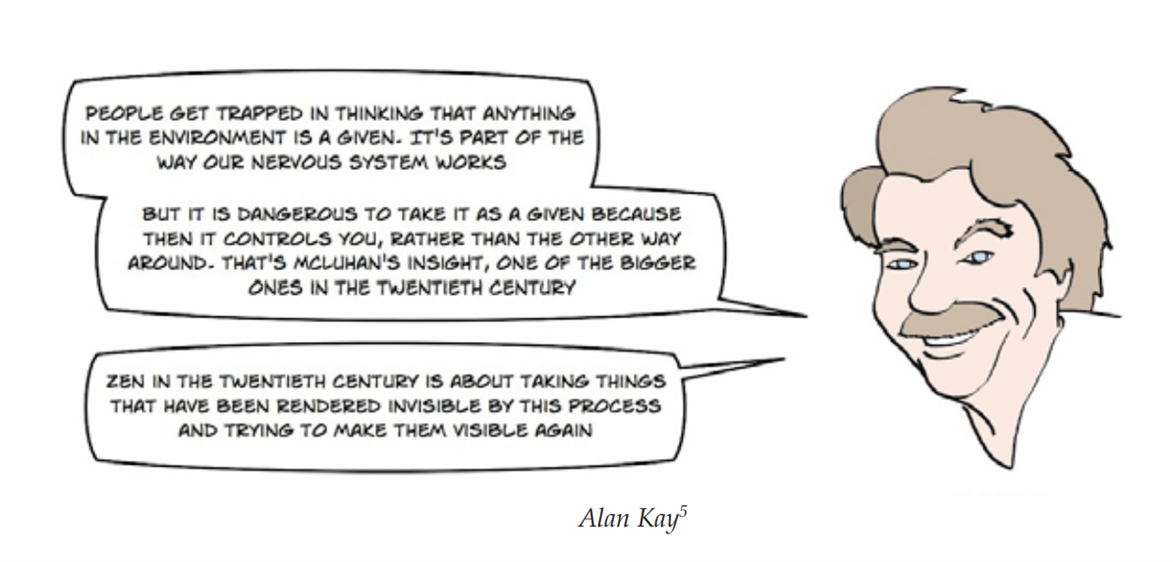 PEOPLE GET TRAPPED IN THINKING THAT ANYTHING
IN THE ENVIRONMENT IS A GIVEN. IT'S PART OF THE
WAY OUR NERVOUS SYSTEM WORKS
BUT IT IS DANGEROUS TO TAKE IT AS A GIVEN BECAUSE
THEN IT CONTROLS YOU, RATHER THAN THE OTHER WAY
AROUND. THAT'S MCLUHAN'S INSIGHT, ONE OF THE BIGGER
ONES IN THE TWENTIETH CENTURY
ZEN IN THE TWENTIETH CENTURY IS ABOUT TAKING THINGS
THAT HAVE BEEN RENDERED INVISIBLE BY THIS PROCESS
AND TRYING TO MAKE THEM VISIBLE AGAIN
Alan Kay⁵